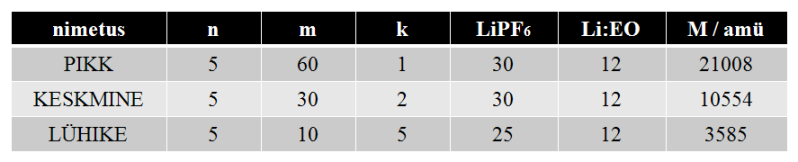 nimetus n m k LiPF₆ Li:EO M / amü
PIKK 5 60 1 30 12 21008
KESKMINE 5 30 2 30 12 10554
LÜHIKE 5 10 5 25 12 3585